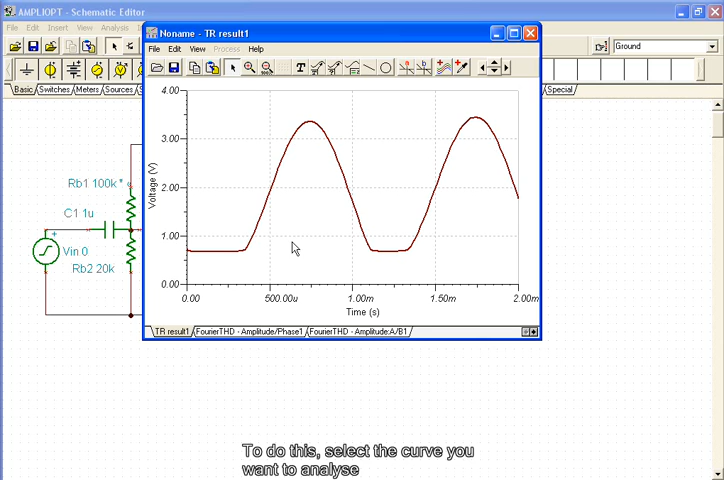 AMPLIOPT - Schematic Editor
File Edit Insert View Analysis
Ground
Basic Switches Meters Sources
Special
Noname - TR result1
File Edit View Process Help
T
a
b
4.00
3.00
2.00
1.00
0.00
Voltage (V)
0.00 500.00u 1.00m 1.50m 2.00m
Time (s)
TR result1 FourierTHD - Amplitude/Phase1 FourierTHD - Amplitude:A/B1
Rb1 100k *
C1 1u
+
Vin 0
Rb2 20k
To do this, select the curve you
want to analyse